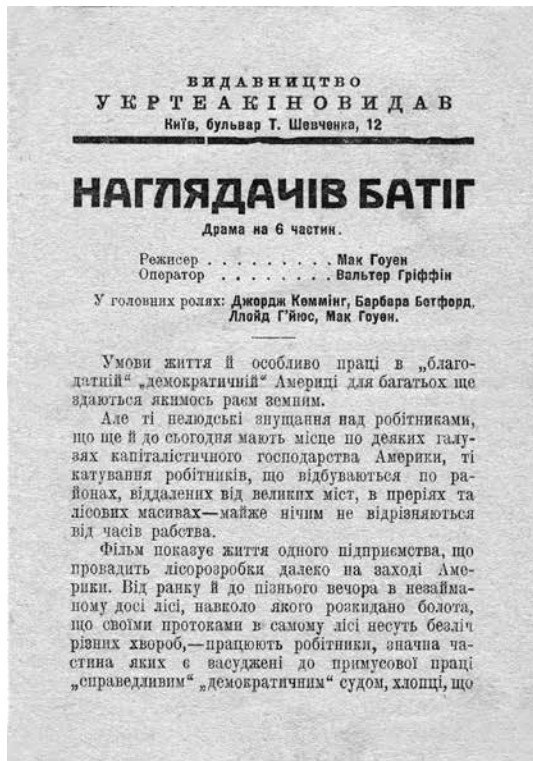 ВИДАВНИЦТВО
УКРТЕАКІНОВИДАВ
Київ, бульвар Т. Шевченка, 12
НАГЛЯДАЧІВ БАТІГ
Драма на 6 частин.
Режисер . . . . . . . . . Мак Гоуен
Оператор . . . . . . . . Вальтер Гріффін
У головних ролях: Джордж Кеммінг, Барбара Бетфорд,
Ллойд Г'йюс, Мак Гоуен.
Умови життя й особливо праці в „благо-
датній“ „демократичній“ Америці для багатьох ще
здаються якимось раєм земним.
Але ті нелюдські знущання над робітниками,
що ще й до сьогодня мають місце по деяких галу-
зях капіталістичного господарства Америки, ті
катування робітників, що відбуваються по ра-
йонах, віддалених від великих міст, в преріях та
лісових масивах—майже нічим не відрізняються
від часів рабства.
Фільм показує життя одного підприємства, що
провадить лісорозробки далеко на заході Аме-
рики. Від ранку й до пізнього вечора в незайма-
ному досі лісі, навколо якого розкидано болота,
що своїми протоками в самому лісі несуть безліч
різних хвороб,—працюють робітники, значна ча-
стина яких є засуджені до примусової праці
„справедливим“ „демократичним“ судом, хлопці, що